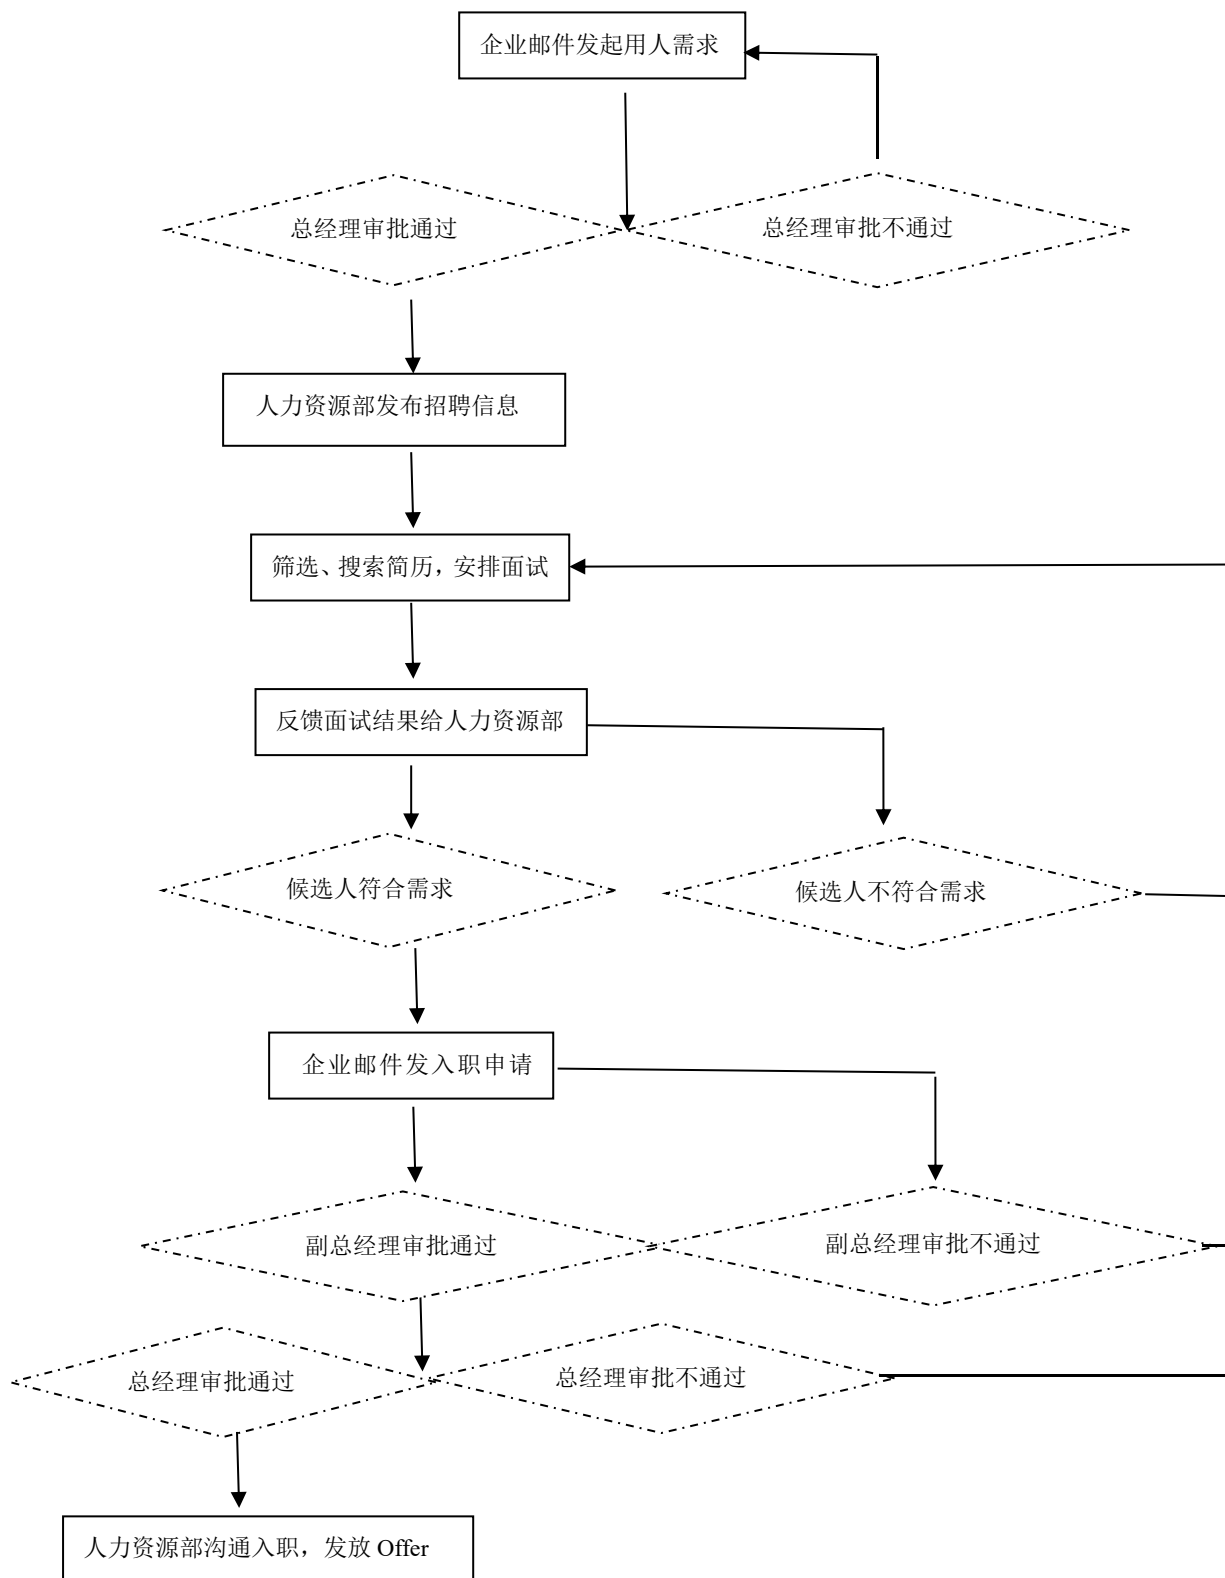 企业邮件发起用人需求
总经理审批通过
总经理审批不通过
人力资源部发布招聘信息
筛选、搜索简历，安排面试
反馈面试结果给人力资源部
候选人符合需求
候选人不符合需求
企业邮件发入职申请
副总经理审批通过
副总经理审批不通过
总经理审批通过
总经理审批不通过
人力资源部沟通入职，发放 Offer